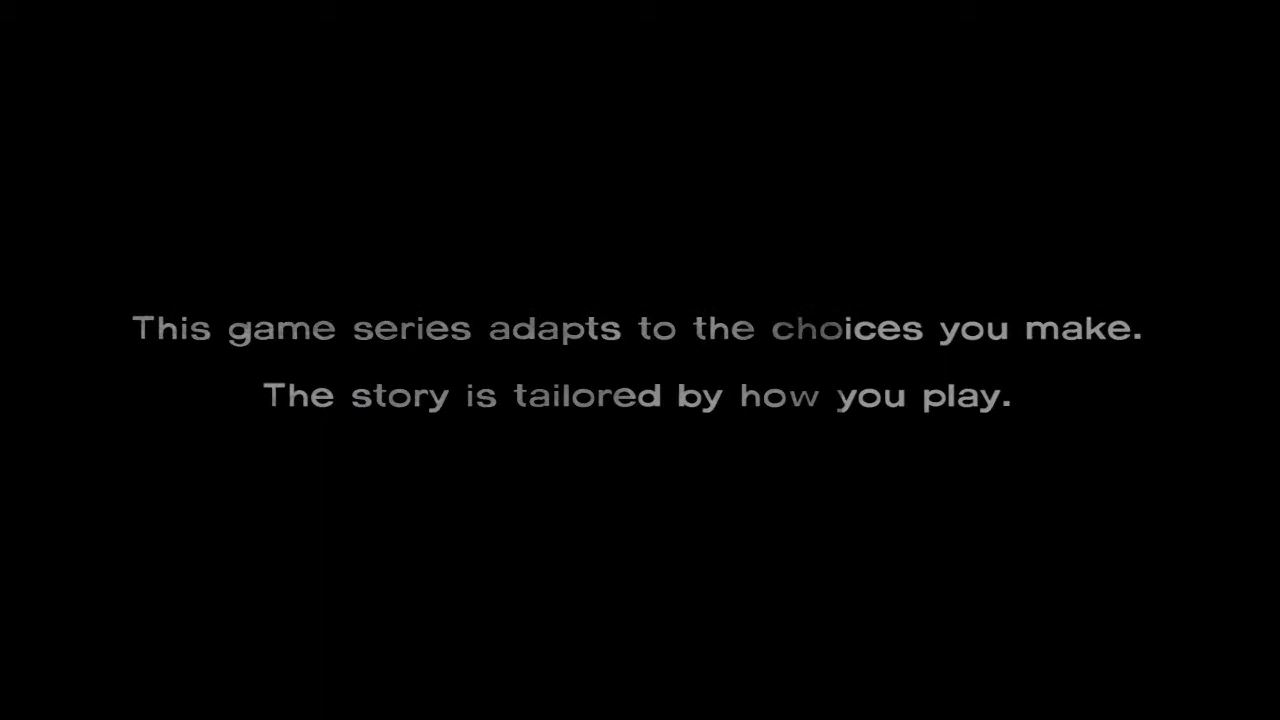 This game series adapts to the choices you make.
The story is tailored by how you play.